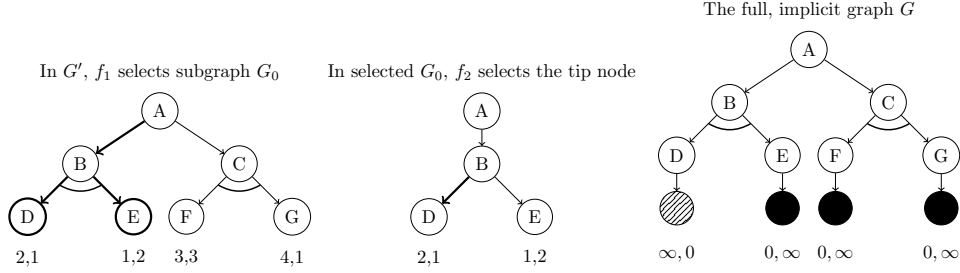 In G′, f₁ selects subgraph G₀
A
B
C
D
E
F
G
2,1
1,2
3,3
4,1
In selected G₀, f₂ selects the tip node
A
B
D
E
2,1
1,2
The full, implicit graph G
A
B
C
D
E
F
G
∞, 0
0, ∞
0, ∞
0, ∞